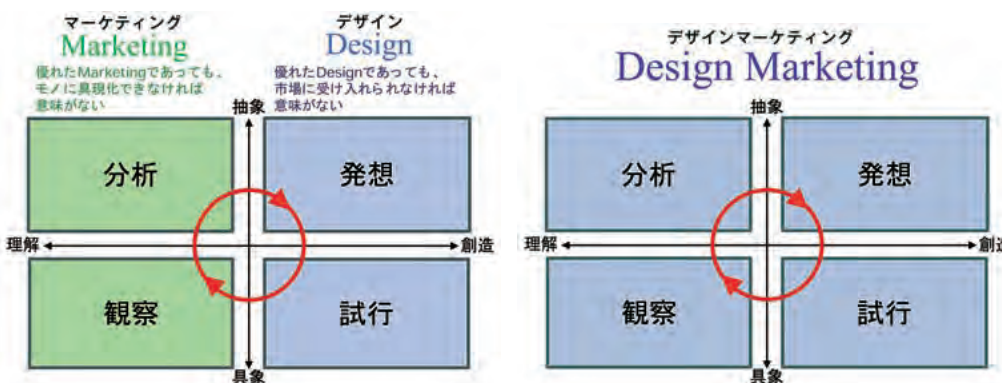 マーケティング
Marketing
優れたMarketingであっても、
モノに具現化できなければ
意味がない
デザイン
Design
優れたDesignであっても、
市場に受け入れられなければ
意味がない
抽象
分析
発想
理解
創造
観察
試行
具象
デザインマーケティング
Design Marketing
抽象
分析
発想
理解
創造
観察
試行
具象